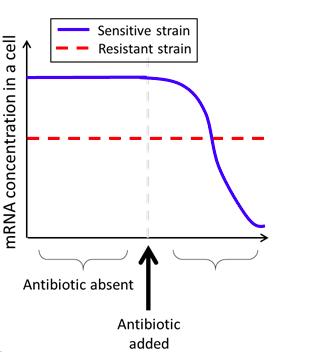 Sensitive strain
Resistant strain
mRNA concentration in a cell
Antibiotic absent
Antibiotic
added